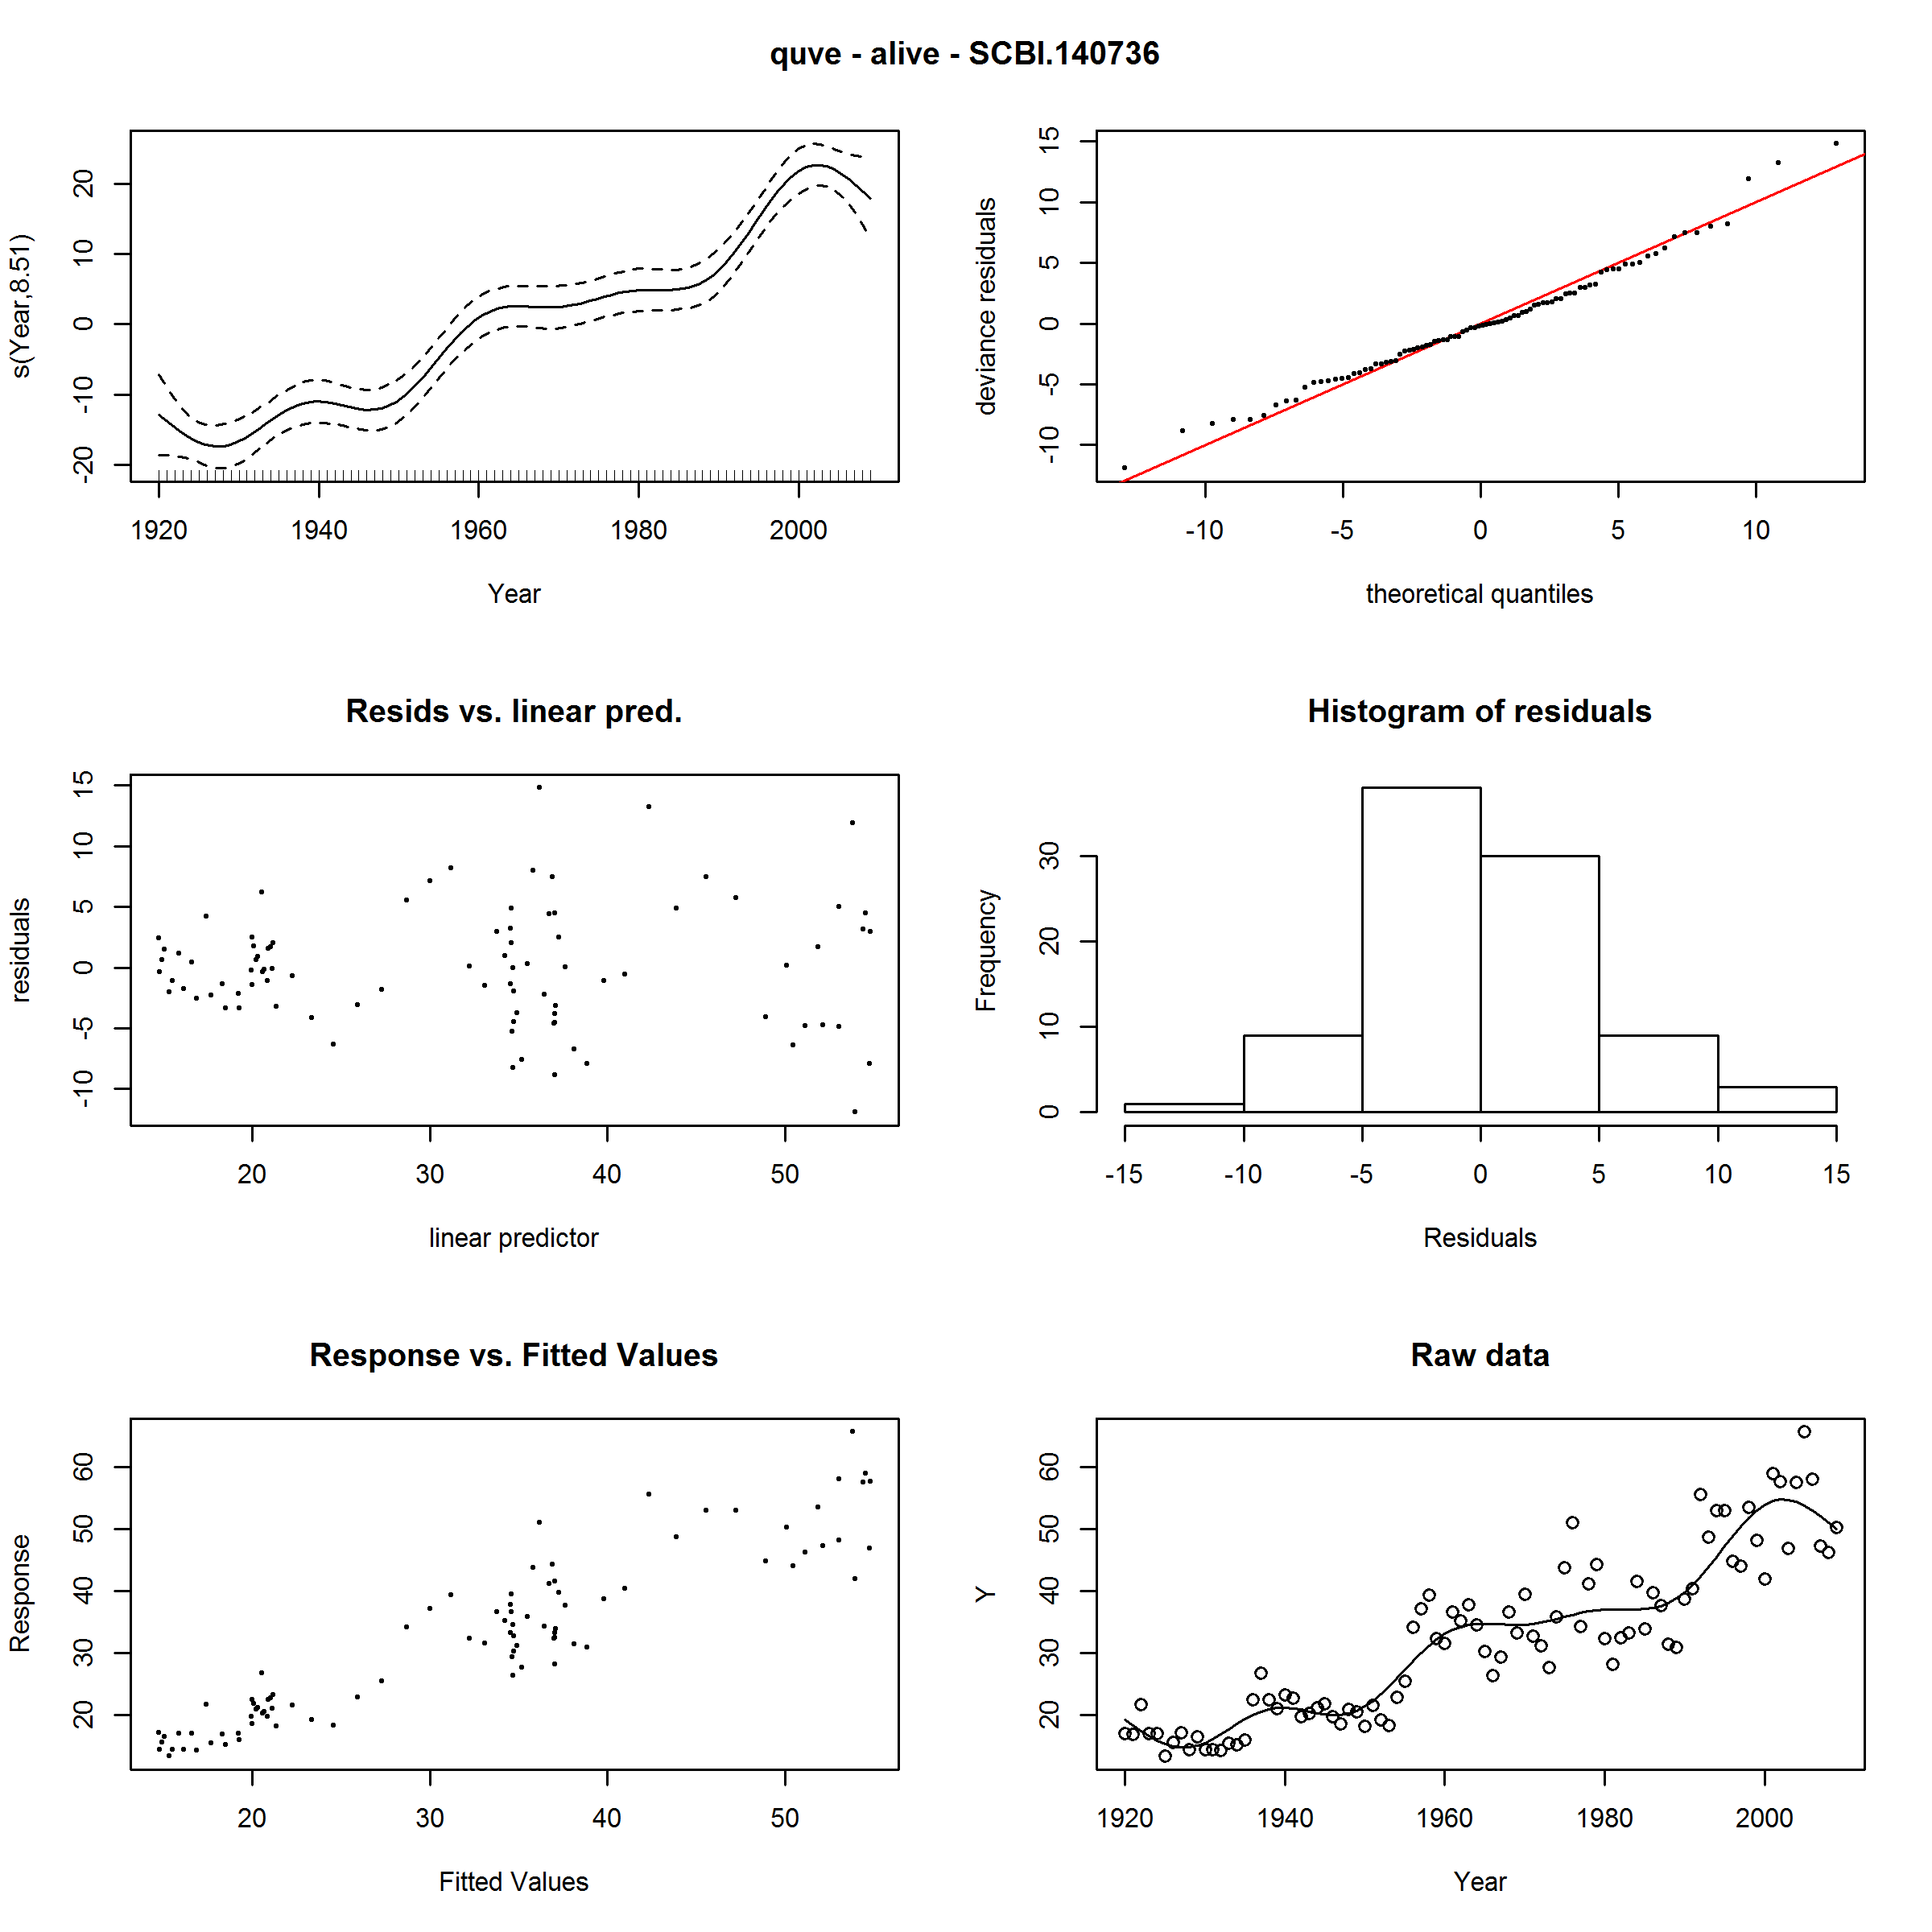 quve - alive - SCBI.140736
s(Year,8.51)
-20 -10 0 10 20
1920 1940 1960 1980 2000
Year
deviance residuals
-10 -5 0 5 10 15
-10 -5 0 5 10
theoretical quantiles
Resids vs. linear pred.
residuals
-10 -5 0 5 10 15
20 30 40 50
linear predictor
Histogram of residuals
Frequency
0 10 20 30
-15 -10 -5 0 5 10 15
Residuals
Response vs. Fitted Values
Response
20 30 40 50 60
20 30 40 50
Fitted Values
Raw data
Y
20 30 40 50 60
1920 1940 1960 1980 2000
Year